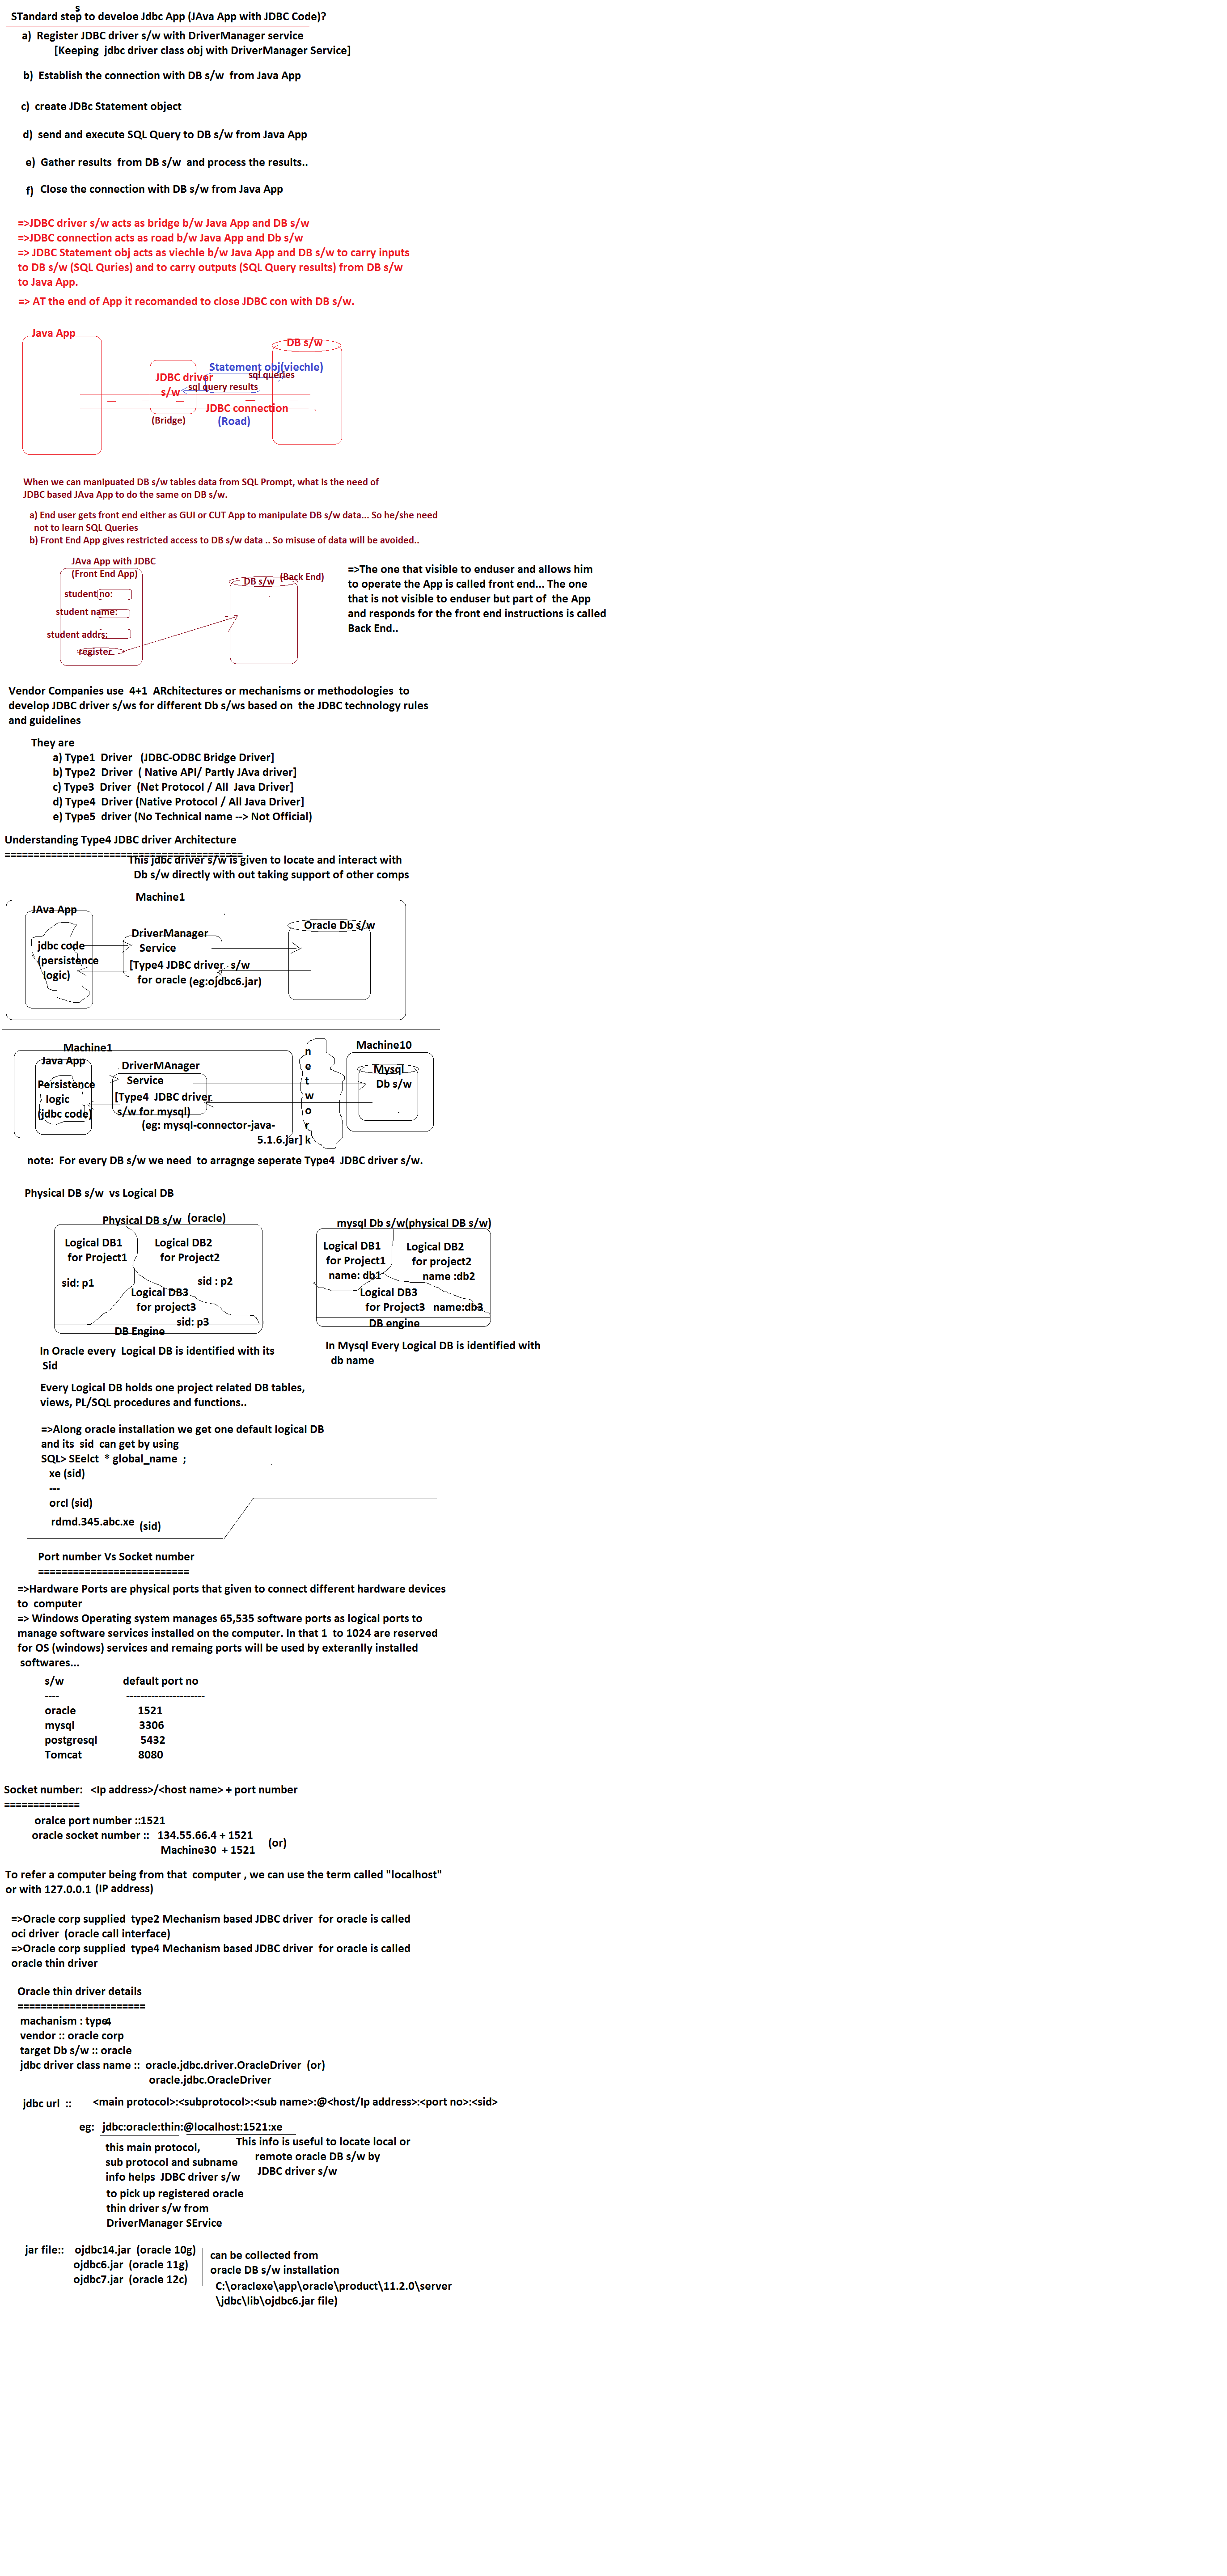 STandard steps to develoe Jdbc App (JAva App with JDBC Code)?
a) Register JDBC driver s/w with DriverManager service
[Keeping jdbc driver class obj with DriverManager Service]
b) Establish the connection with DB s/w from Java App
c) create JDBc Statement object
d) send and execute SQL Query to DB s/w from Java App
e) Gather results from DB s/w and process the results..
f) Close the connection with DB s/w from Java App
=>JDBC driver s/w acts as bridge b/w Java App and DB s/w
=>JDBC connection acts as road b/w Java App and Db s/w
=> JDBC Statement obj acts as viechle b/w Java App and DB s/w to carry inputs
to DB s/w (SQL Quries) and to carry outputs (SQL Query results) from DB s/w
to Java App.
=> AT the end of App it recomanded to close JDBC con with DB s/w.
Java App
DB s/w
Statement obj(viechle)
sql queries
JDBC driver
s/w
sql query results
JDBC connection
(Bridge)
(Road)
When we can manipuated DB s/w tables data from SQL Prompt, what is the need of
JDBC based JAva App to do the same on DB s/w.
a) End user gets front end either as GUI or CUT App to manipulate DB s/w data... So he/she need
not to learn SQL Queries
b) Front End App gives restricted access to DB s/w data .. So misuse of data will be avoided..
JAva App with JDBC
(Front End App)
student no:
student name:
student addrs:
register
DB s/w (Back End)
=>The one that visible to enduser and allows him
to operate the App is called front end... The one
that is not visible to enduser but part of the App
and responds for the front end instructions is called
Back End..
Vendor Companies use 4+1 ARchitectures or mechanisms or methodologies to
develop JDBC driver s/ws for different Db s/ws based on the JDBC technology rules
and guidelines
They are
a) Type1 Driver (JDBC-ODBC Bridge Driver]
b) Type2 Driver ( Native API/ Partly JAva driver]
c) Type3 Driver (Net Protocol / All Java Driver]
d) Type4 Driver (Native Protocol / All Java Driver]
e) Type5 driver (No Technical name --> Not Official)
Understanding Type4 JDBC driver Architecture
=========================================
This jdbc driver s/w is given to locate and interact with
Db s/w directly with out taking support of other comps
Machine1
JAva App
jdbc code
(persistence
logic)
DriverManager
Service
[Type4 JDBC driver s/w
for oracle (eg:ojdbc6.jar)
Oracle Db s/w
Machine1
Java App
Persistence
logic
(jdbc code)
DriverMAnager
Service
[Type4 JDBC driver
s/w for mysql)
(eg: mysql-connector-java-
5.1.6.jar]
n
e
t
w
o
r
k
Machine10
Mysql
Db s/w
note: For every DB s/w we need to arragnge seperate Type4 JDBC driver s/w.
Physical DB s/w vs Logical DB
Physical DB s/w (oracle)
Logical DB1
for Project1
sid: p1
Logical DB2
for Project2
sid : p2
Logical DB3
for project3
sid: p3
DB Engine
mysql Db s/w(physical DB s/w)
Logical DB1
for Project1
name: db1
Logical DB2
for project2
name :db2
Logical DB3
for Project3 name:db3
DB engine
In Oracle every Logical DB is identified with its
Sid
In Mysql Every Logical DB is identified with
db name
Every Logical DB holds one project related DB tables,
views, PL/SQL procedures and functions..
=>Along oracle installation we get one default logical DB
and its sid can get by using
SQL> SEelct * global_name ;
xe (sid)
---
orcl (sid)
rdmd.345.abc.xe (sid)
Port number Vs Socket number
==========================
=>Hardware Ports are physical ports that given to connect different hardware devices
to computer
=> Windows Operating system manages 65,535 software ports as logical ports to
manage software services installed on the computer. In that 1 to 1024 are reserved
for OS (windows) services and remaing ports will be used by exteranlly installed
softwares...
s/w default port no
---- ----------------------
oracle 1521
mysql 3306
postgresql 5432
Tomcat 8080
Socket number: <Ip address>/<host name> + port number
=============
oralce port number ::1521
oracle socket number :: 134.55.66.4 + 1521 (or)
Machine30 + 1521
To refer a computer being from that computer , we can use the term called "localhost"
or with 127.0.0.1 (IP address)
=>Oracle corp supplied type2 Mechanism based JDBC driver for oracle is called
oci driver (oracle call interface)
=>Oracle corp supplied type4 Mechanism based JDBC driver for oracle is called
oracle thin driver
Oracle thin driver details
======================
machanism : type4
vendor :: oracle corp
target Db s/w :: oracle
jdbc driver class name :: oracle.jdbc.driver.OracleDriver (or)
oracle.jdbc.OracleDriver
jdbc url :: <main protocol>:<subprotocol>:<sub name>:@<host/Ip address>:<port no>:<sid>
eg: jdbc:oracle:thin:@localhost:1521:xe
this main protocol,
sub protocol and subname
info helps JDBC driver s/w
to pick up registered oracle
thin driver s/w from
DriverManager SErvice
This info is useful to locate local or
remote oracle DB s/w by
JDBC driver s/w
jar file:: ojdbc14.jar (oracle 10g)
ojdbc6.jar (oracle 11g)
ojdbc7.jar (oracle 12c)
can be collected from
oracle DB s/w installation
C:\oraclexe\app\oracle\product\11.2.0\server
\jdbc\lib\ojdbc6.jar file)